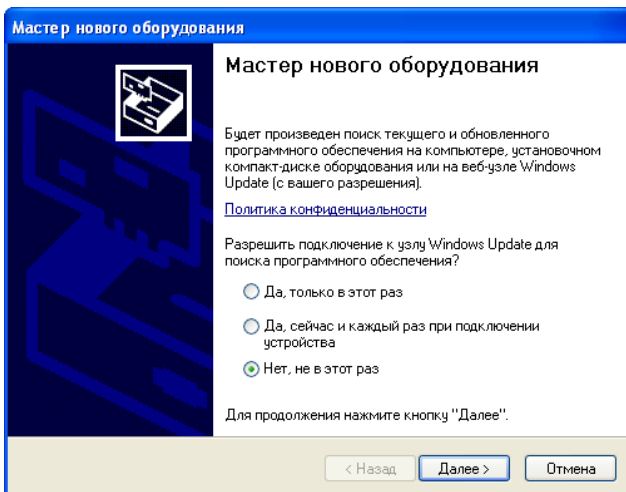 Мастер нового оборудования
Мастер нового оборудования
Будет произведен поиск текущего и обновленного
программного обеспечения на компьютере, установочном
компакт-диске оборудования или на веб-узле Windows
Update (с вашего разрешения).
Политика конфиденциальности
Разрешить подключение к узлу Windows Update для
поиска программного обеспечения?
Да, только в этот раз
Да, сейчас и каждый раз при подключении
устройства
Нет, не в этот раз
Для продолжения нажмите кнопку "Далее".
< Назад Далее > Отмена